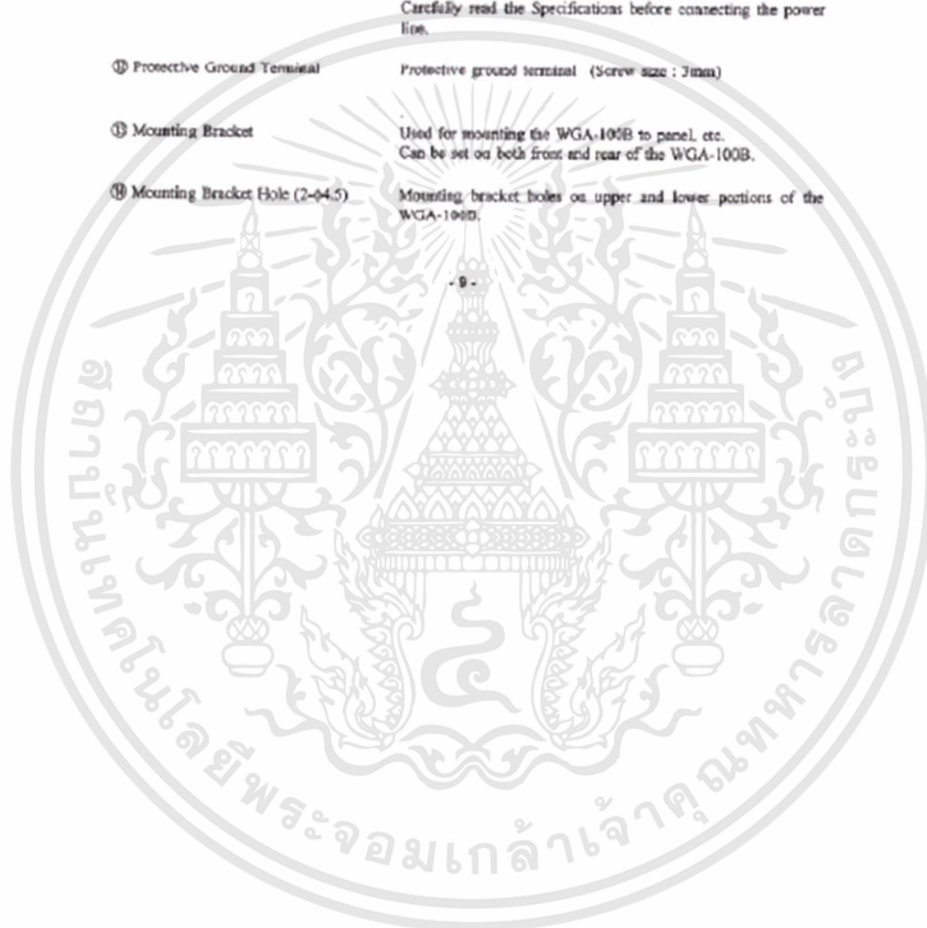 Carefully read the Specifications before connecting the power
line.
⑫ Protective Ground Terminal Protective ground terminal (Screw size : 3mm)
⑬ Mounting Bracket Used for mounting the WGA-100B to panel, etc.
Can be set on both front and rear of the WGA-100B.
⑭ Mounting Bracket Hole (2-φ4.5) Mounting bracket holes on upper and lower portions of the
WGA-100B.
- 9 -
สถาบันเทคโนโลยีพระจอมเกล้าเจ้าคุณทหารลาดกระบัง